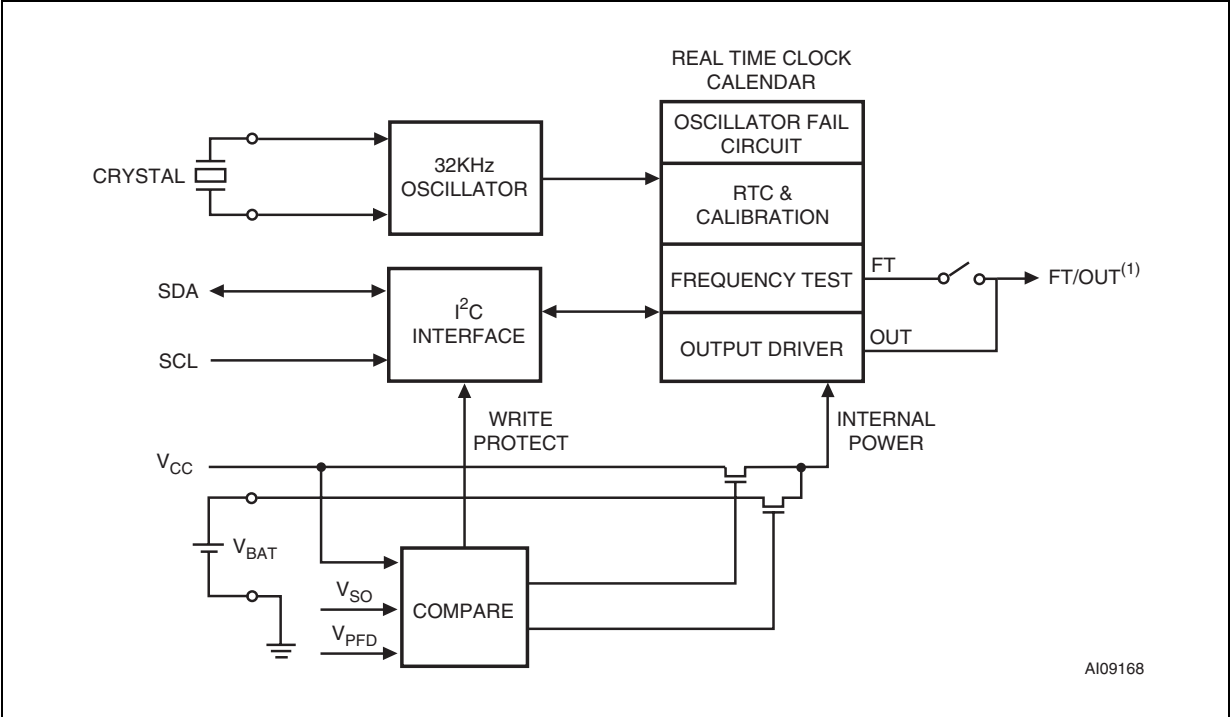 REAL TIME CLOCK
CALENDAR
OSCILLATOR FAIL
CIRCUIT
CRYSTAL
32KHz
OSCILLATOR
RTC &
CALIBRATION
FREQUENCY TEST
FT
FT/OUT(1)
SDA
I2C
INTERFACE
SCL
OUTPUT DRIVER
OUT
WRITE
PROTECT
INTERNAL
POWER
VCC
VBAT
VSO
COMPARE
VPFD
AI09168